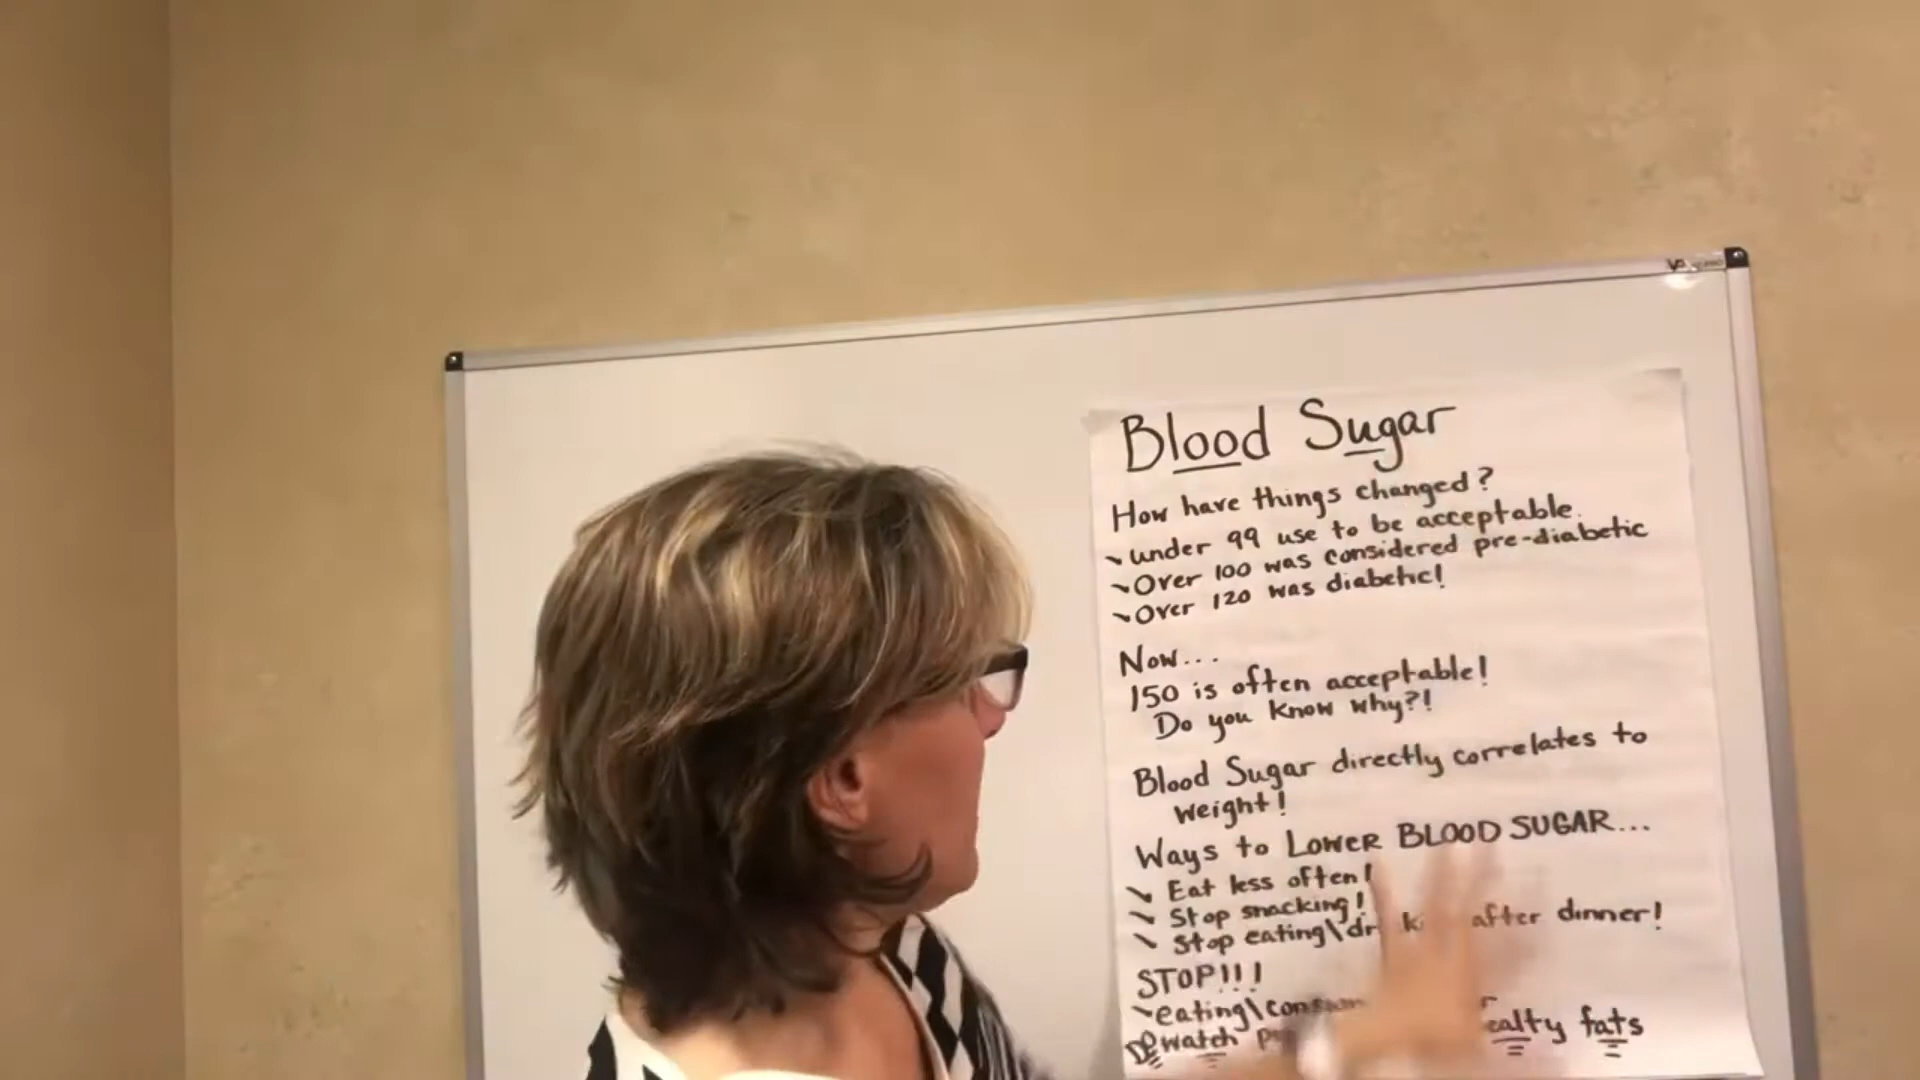 Blood Sugar
How have things changed?
under 99 use to be acceptable.
Over 100 was considered pre-diabetic
Over 120 was diabetic!
Now...
150 is often acceptable!
Do you know why?!
Blood Sugar directly correlates to
weight!
Ways to LOWER BLOOD SUGAR...
Eat less often!
Stop snacking!
Stop eating\ after dinner!
STOP!!!
eating\
watch fats